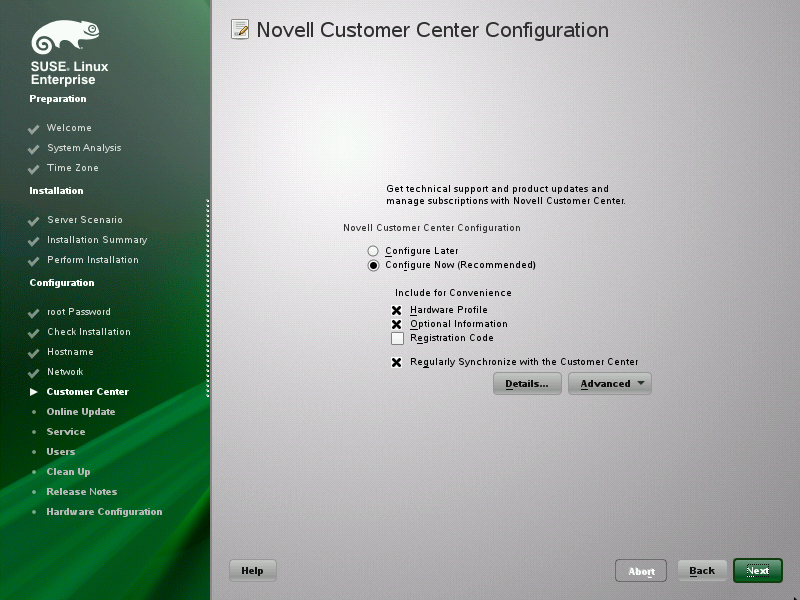 SUSE. Linux
Enterprise
Preparation
Welcome
System Analysis
Time Zone
Installation
Server Scenario
Installation Summary
Perform Installation
Configuration
root Password
Check Installation
Hostname
Network
Customer Center
Online Update
Service
Users
Clean Up
Release Notes
Hardware Configuration
Novell Customer Center Configuration
Get technical support and product updates and
manage subscriptions with Novell Customer Center.
Novell Customer Center Configuration
Configure Later
Configure Now (Recommended)
Include for Convenience
Hardware Profile
Optional Information
Registration Code
Regularly Synchronize with the Customer Center
Details...
Advanced
Help
Abort
Back
Next